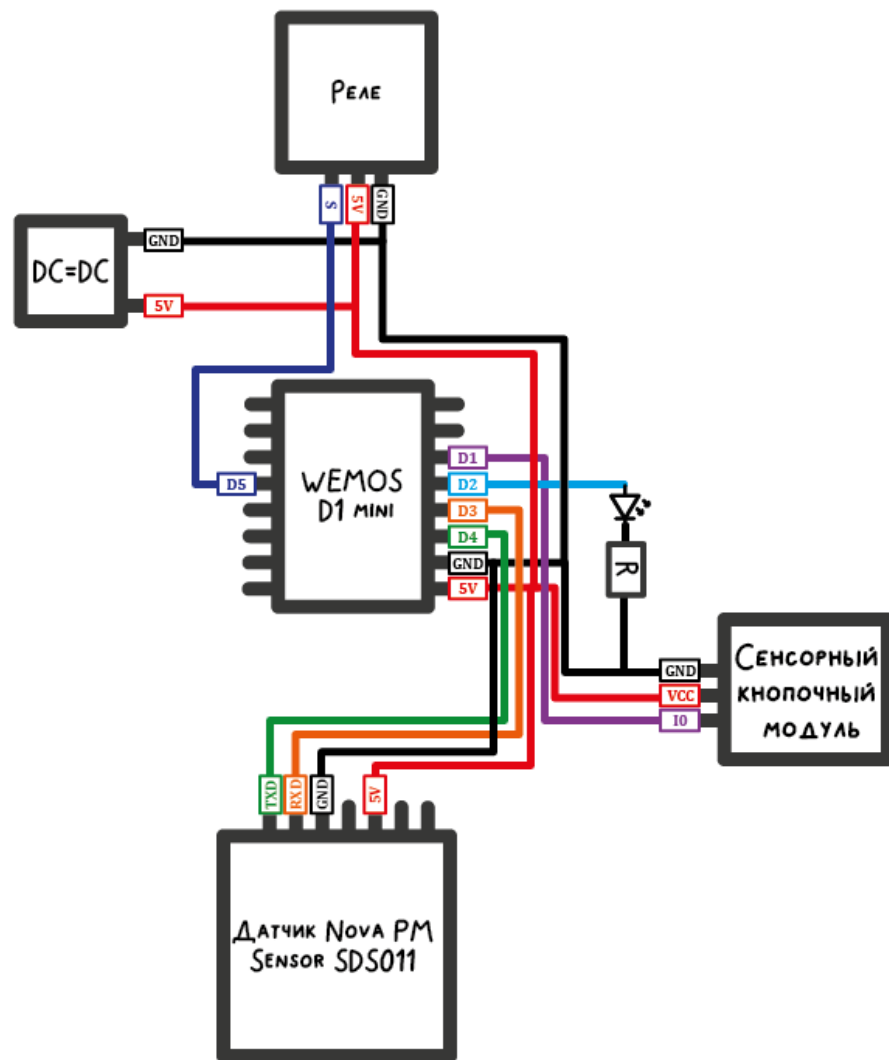 Реле
S
5V
GND
GND
DC=DC
5V
WEMOS
D1 mini
D5
D1
D2
D3
D4
GND
5V
R
Сенсорный
кнопочный
модуль
GND
VCC
I0
TXD
RXD
GND
5V
Датчик Nova PM
Sensor SDS011